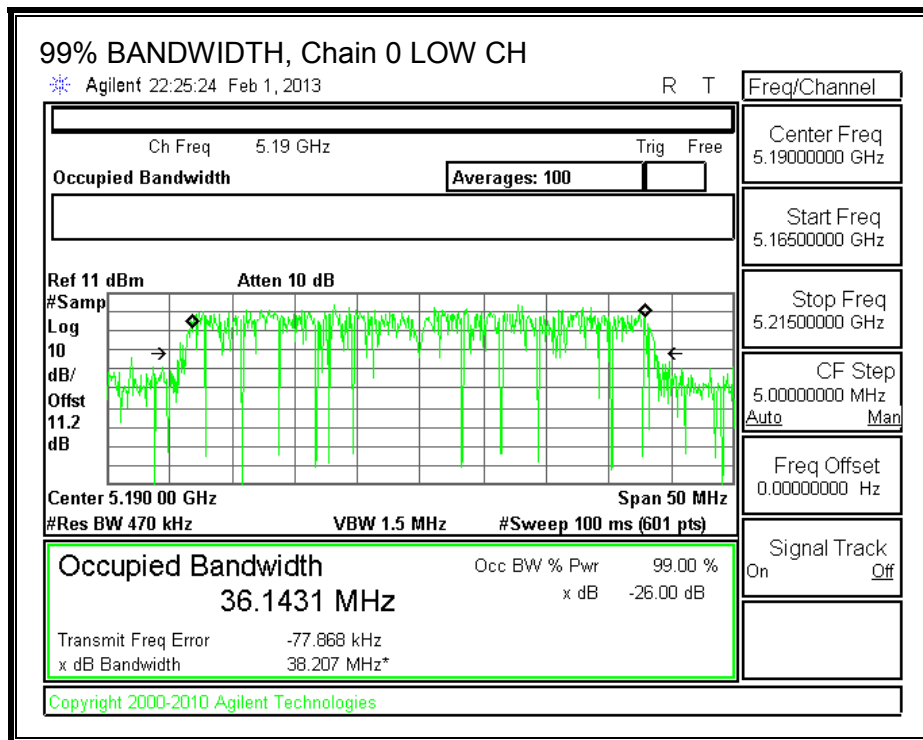 99% BANDWIDTH, Chain 0 LOW CH
Agilent 22:25:24 Feb 1, 2013 R T
Ch Freq 5.19 GHz Trig Free
Occupied Bandwidth Averages: 100
Ref 11 dBm Atten 10 dB
#Samp
Log
10
dB/
Offst
11.2
dB
Center 5.190 00 GHz Span 50 MHz
#Res BW 470 kHz VBW 1.5 MHz #Sweep 100 ms (601 pts)
Occupied Bandwidth Occ BW % Pwr 99.00 %
36.1431 MHz x dB -26.00 dB
Transmit Freq Error -77.868 kHz
x dB Bandwidth 38.207 MHz*
Copyright 2000-2010 Agilent Technologies
Freq/Channel
Center Freq
5.19000000 GHz
Start Freq
5.16500000 GHz
Stop Freq
5.21500000 GHz
CF Step
5.00000000 MHz
Auto Man
Freq Offset
0.00000000 Hz
Signal Track
On Off